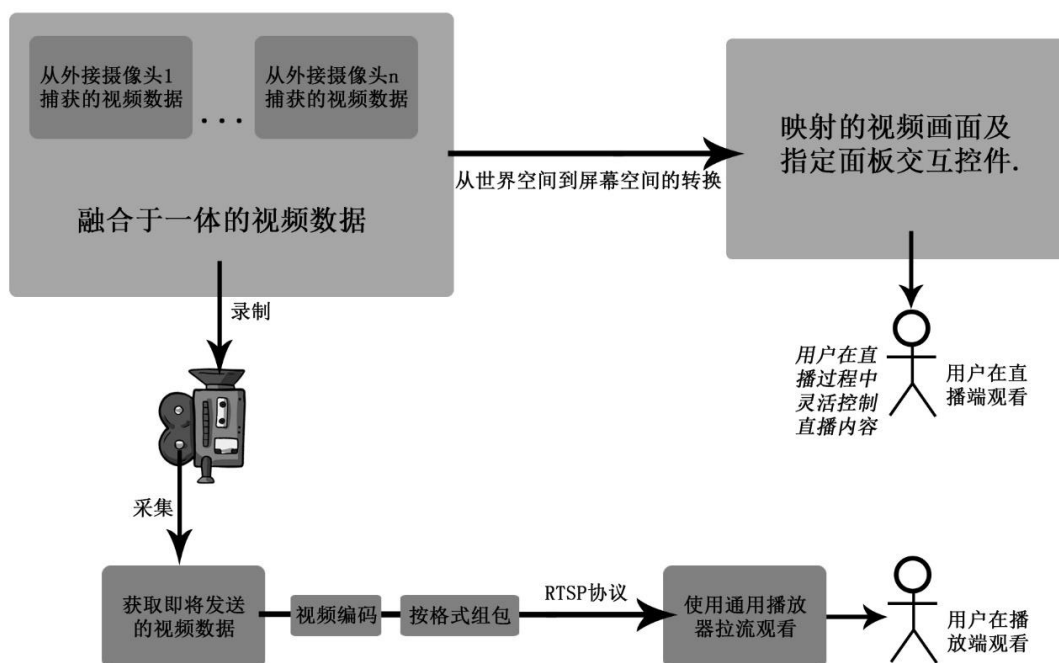 从外接摄像头1
捕获的视频数据
...
从外接摄像头n
捕获的视频数据
融合于一体的视频数据
从世界空间到屏幕空间的转换
映射的视频画面及
指定面板交互控件.
录制
用户在直
播过程中
灵活控制
直播内容
用户在直
播端观看
采集
获取即将发送
的视频数据
视频编码
按格式组包
RTSP协议
使用通用播放
器拉流观看
用户在播
放端观看